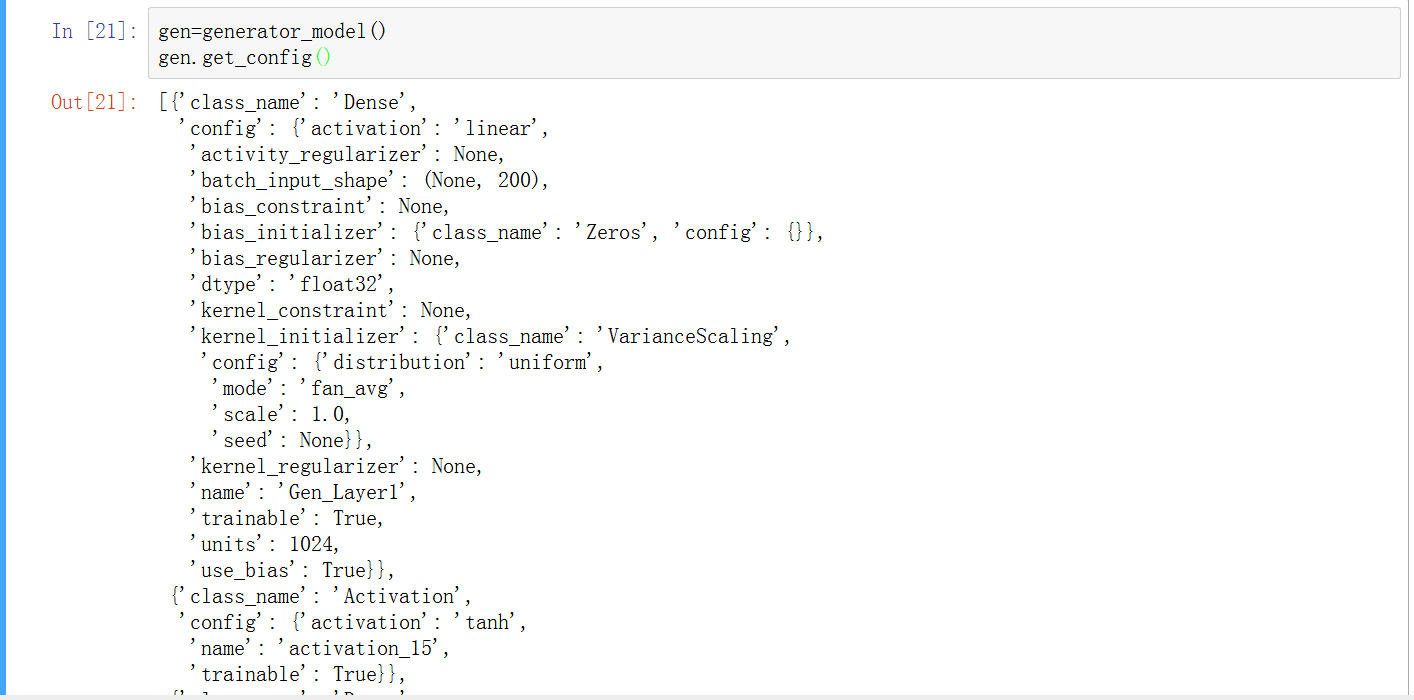 In [21]: gen=generator_model()
gen.get_config()
Out[21]: [{'class_name': 'Dense',
'config': {'activation': 'linear',
'activity_regularizer': None,
'batch_input_shape': (None, 200),
'bias_constraint': None,
'bias_initializer': {'class_name': 'Zeros', 'config': {}},
'bias_regularizer': None,
'dtype': 'float32',
'kernel_constraint': None,
'kernel_initializer': {'class_name': 'VarianceScaling',
'config': {'distribution': 'uniform',
'mode': 'fan_avg',
'scale': 1.0,
'seed': None}},
'kernel_regularizer': None,
'name': 'Gen_Layer1',
'trainable': True,
'units': 1024,
'use_bias': True}},
{'class_name': 'Activation',
'config': {'activation': 'tanh',
'name': 'activation_15',
'trainable': True}},